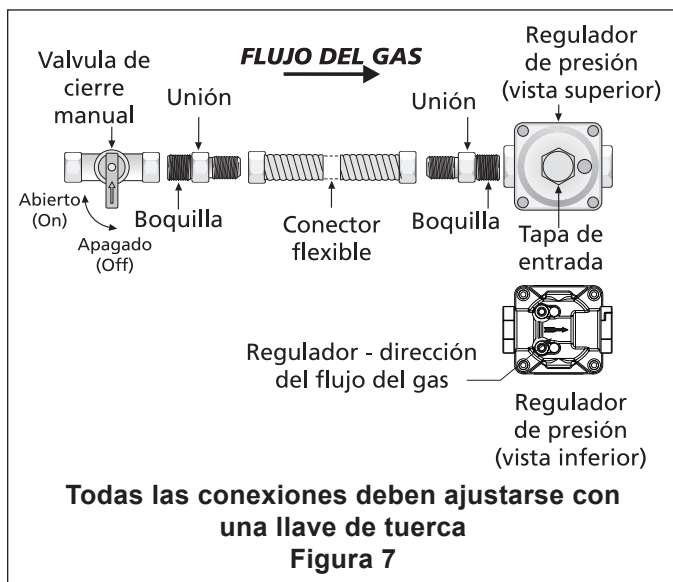 FLUJO DEL GAS
Valvula de
cierre
manual
Unión
Unión
Regulador
de presión
(vista superior)
Abierto
(On)
Apagado
(Off)
Boquilla
Conector
flexible
Boquilla
Tapa de
entrada
Regulador - dirección
del flujo del gas
Regulador
de presión
(vista inferior)
Todas las conexiones deben ajustarse con
una llave de tuerca
Figura 7